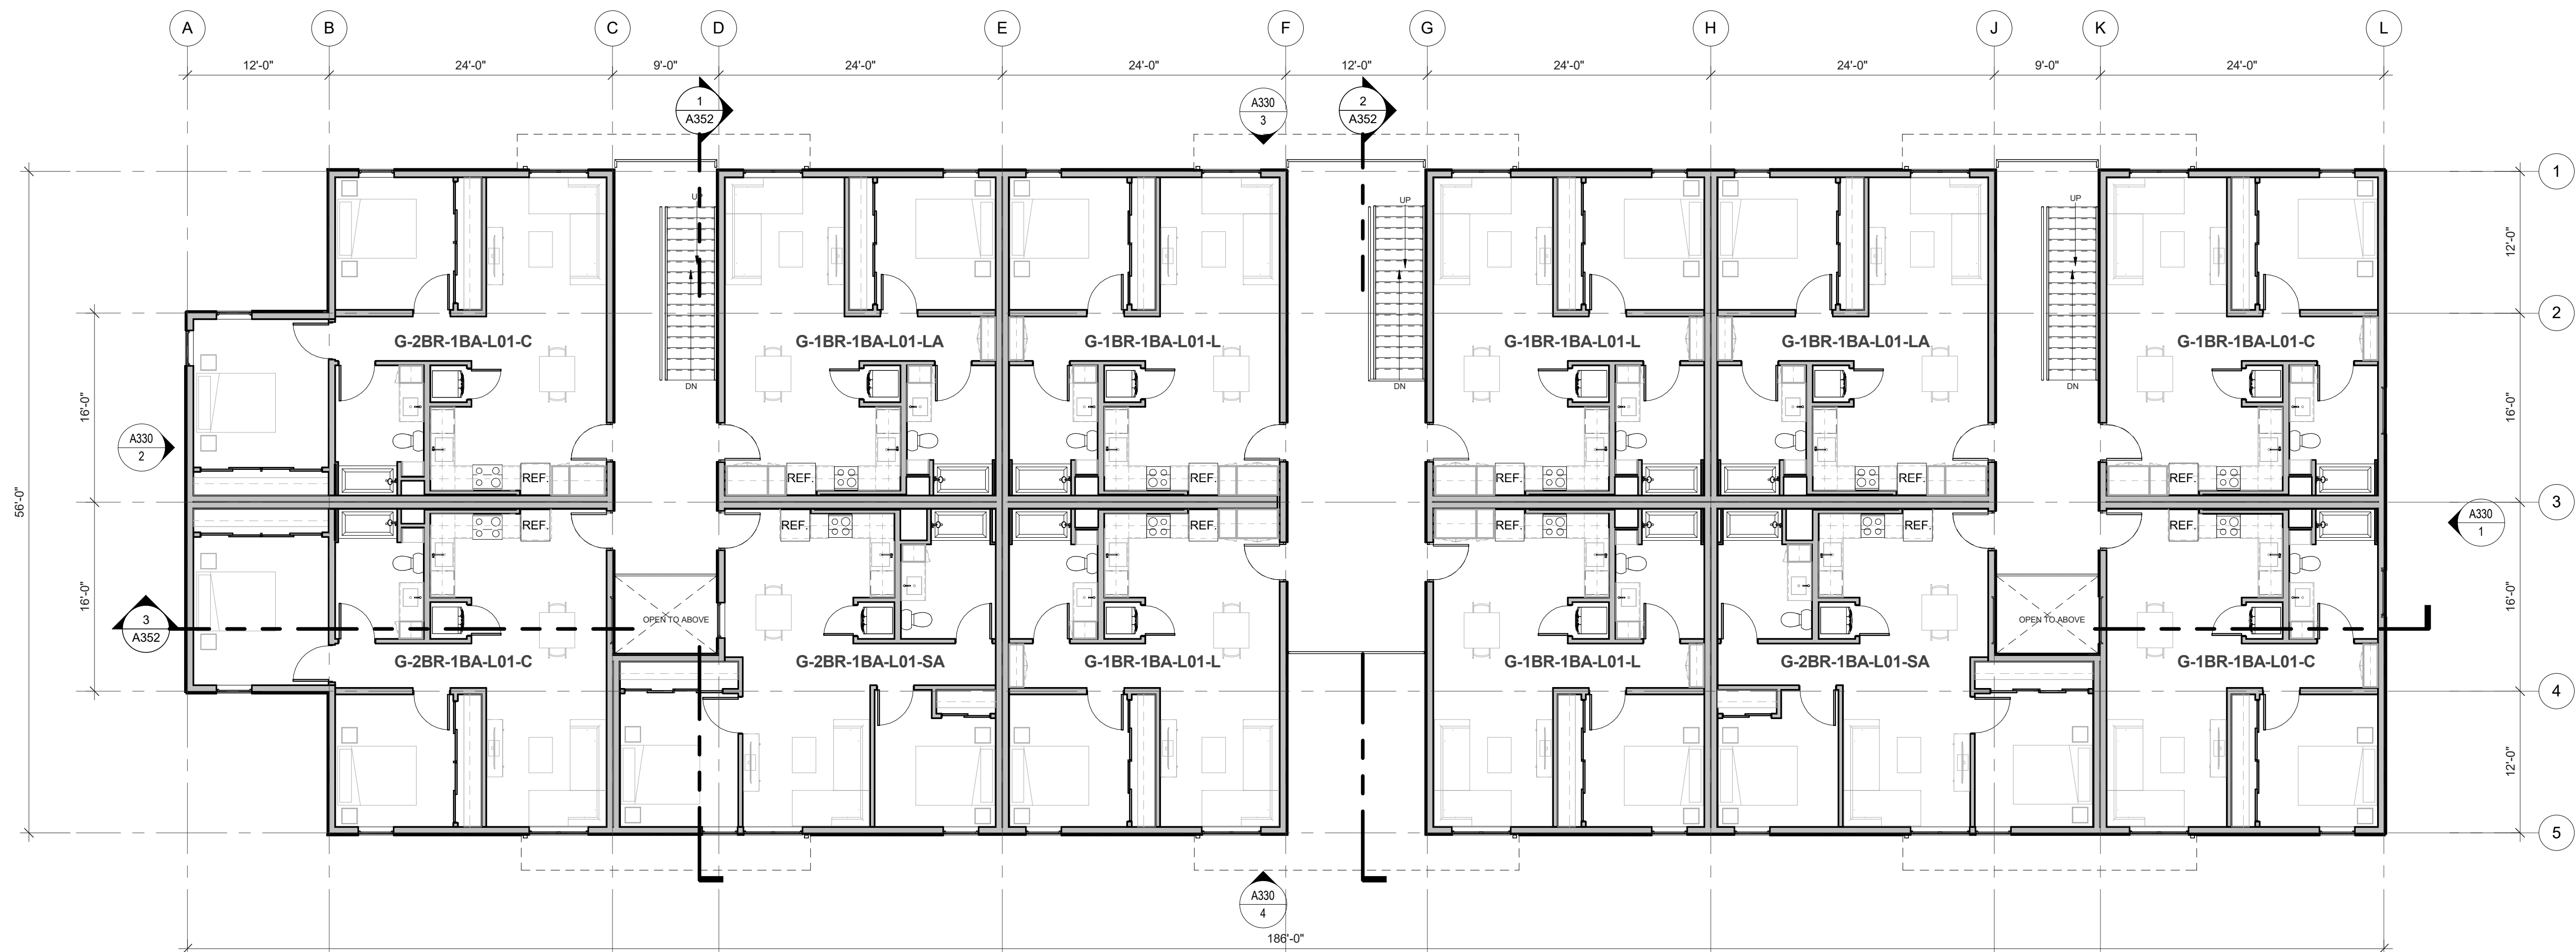 A B C D E F G H J K L
12'-0" 24'-0" 9'-0" 24'-0" 24'-0" 12'-0" 24'-0" 24'-0" 9'-0" 24'-0"
1
A352
A330
3
2
A352
1
UP UP UP
12'-0"
2
G-2BR-1BA-L01-C G-1BR-1BA-L01-LA G-1BR-1BA-L01-L G-1BR-1BA-L01-L G-1BR-1BA-L01-LA G-1BR-1BA-L01-C
DN DN DN
16'-0" 16'-0"
A330
2
REF. REF. REF. REF. REF. REF.
56'-0"
3
REF. REF. REF. REF. REF. REF.
A330
1
16'-0" 16'-0"
3
A352
OPEN TO ABOVE OPEN TO ABOVE
G-2BR-1BA-L01-C G-2BR-1BA-L01-SA G-1BR-1BA-L01-L G-1BR-1BA-L01-L G-2BR-1BA-L01-SA G-1BR-1BA-L01-C
4
12'-0"
5
A330
4
186'-0"